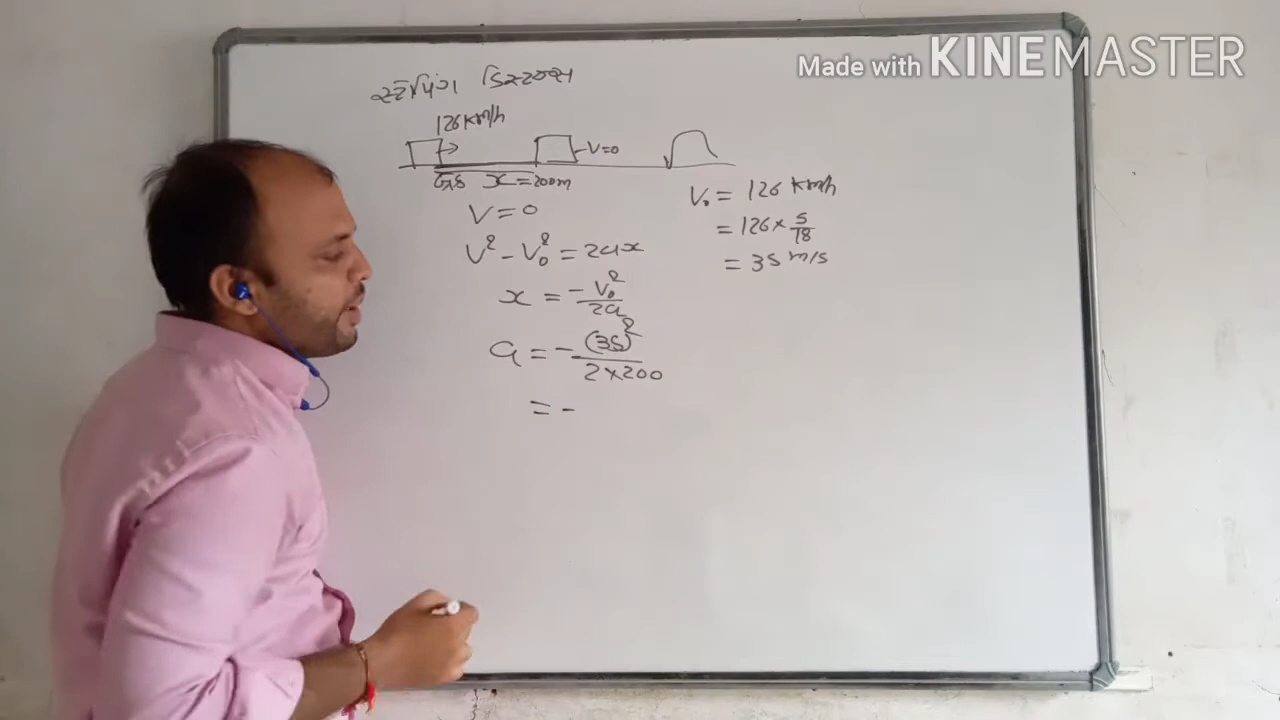 Made with KINEMASTER
સ્ટોપિંગ ડિસ્ટન્સ
126 km/h
V=0
x = 200m
V = 0
V² - V₀² = 2ax
x = -V₀²/2a
a = -(35)²/2×200
= -
V₀ = 126 km/h
= 126 × 5/18
= 35 m/s